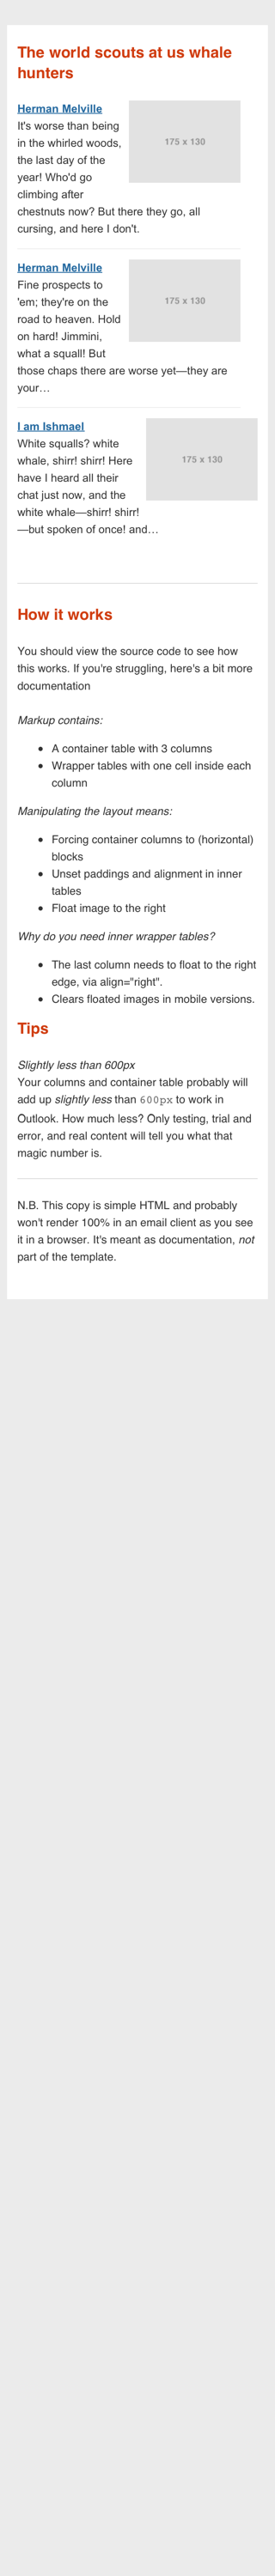 The world scouts at us whale
hunters
Herman Melville
It's worse than being
in the whirled woods,
the last day of the
year! Who'd go
climbing after
chestnuts now? But there they go, all
cursing, and here I don't.
175 x 130
Herman Melville
Fine prospects to
'em; they're on the
road to heaven. Hold
on hard! Jimmini,
what a squall! But
those chaps there are worse yet—they are
your…
175 x 130
I am Ishmael
White squalls? white
whale, shirr! shirr! Here
have I heard all their
chat just now, and the
white whale—shirr! shirr!
—but spoken of once! and…
175 x 130
How it works
You should view the source code to see how
this works. If you're struggling, here's a bit more
documentation
Markup contains:
• A container table with 3 columns
• Wrapper tables with one cell inside each
column
Manipulating the layout means:
• Forcing container columns to (horizontal)
blocks
• Unset paddings and alignment in inner
tables
• Float image to the right
Why do you need inner wrapper tables?
• The last column needs to float to the right
edge, via align="right".
• Clears floated images in mobile versions.
Tips
Slightly less than 600px
Your columns and container table probably will
add up slightly less than 600px to work in
Outlook. How much less? Only testing, trial and
error, and real content will tell you what that
magic number is.
N.B. This copy is simple HTML and probably
won't render 100% in an email client as you see
it in a browser. It's meant as documentation, not
part of the template.